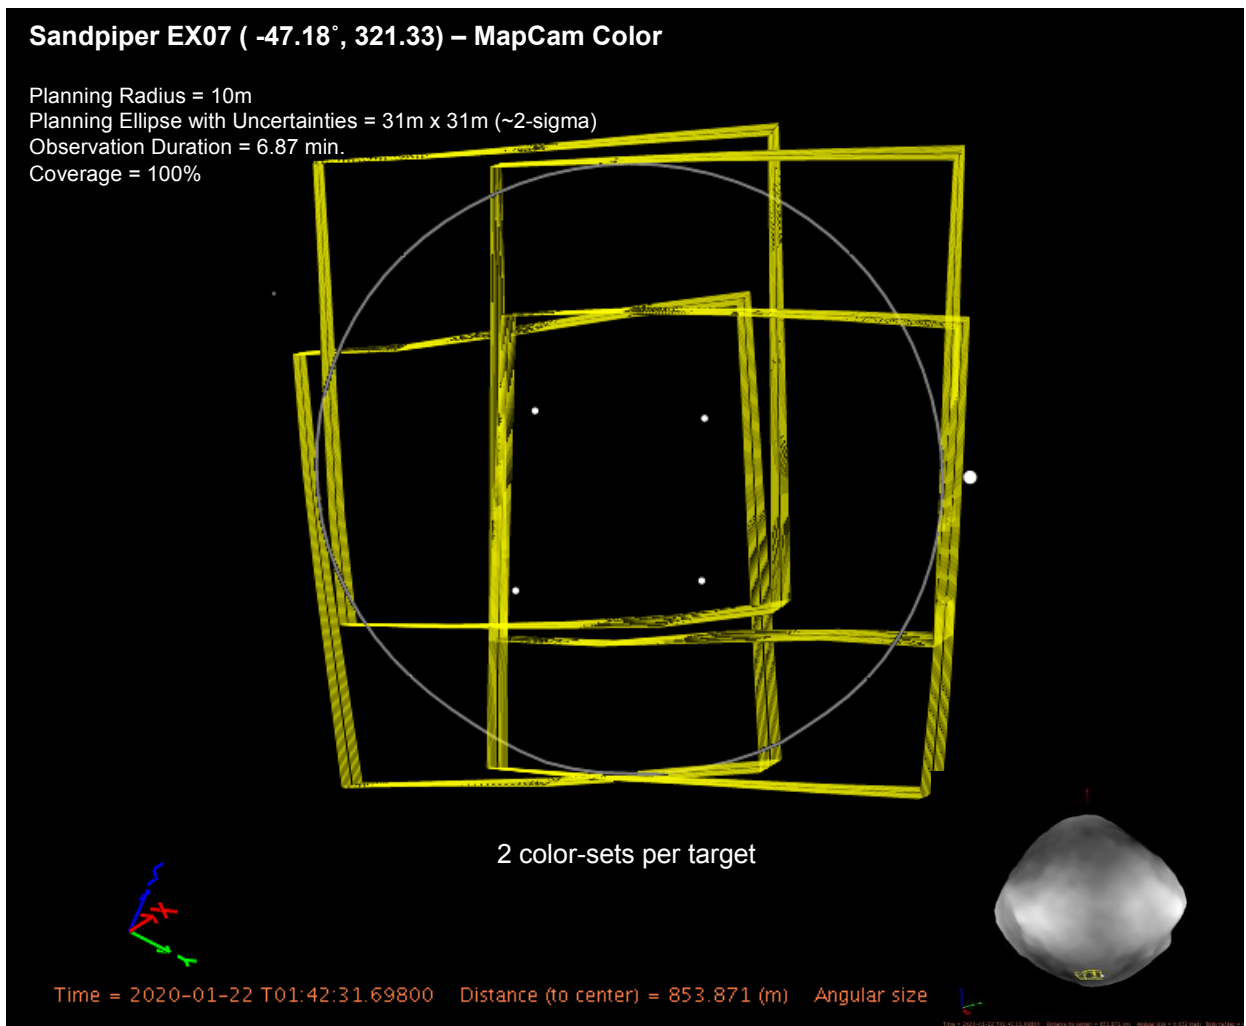 Sandpiper EX07 ( -47.18˚, 321.33) – MapCam Color
Planning Radius = 10m
Planning Ellipse with Uncertainties = 31m x 31m (~2-sigma)
Observation Duration = 6.87 min.
Coverage = 100%
2 color-sets per target
X
Y
Time = 2020-01-22 T01:42:31.69800 Distance (to center) = 853.871 (m) Angular size